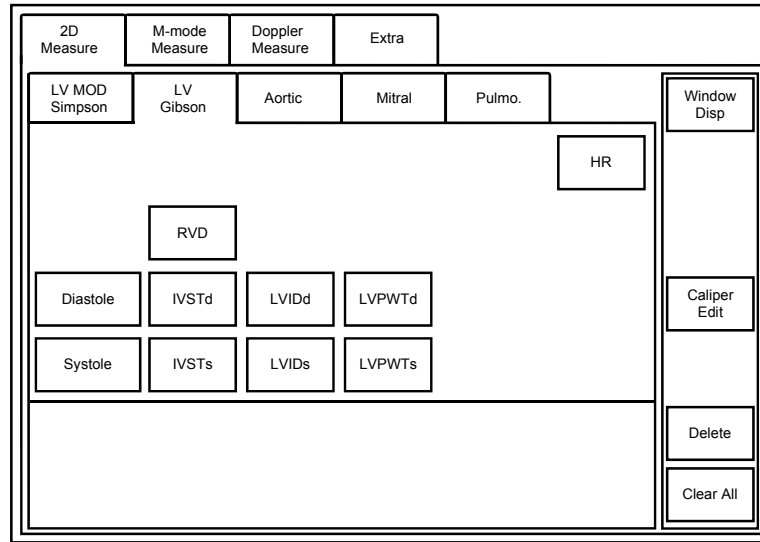 2D
Measure
M-mode
Measure
Doppler
Measure
Extra
LV MOD
Simpson
LV
Gibson
Aortic
Mitral
Pulmo.
Window
Disp
HR
RVD
Diastole
IVSTd
LVIDd
LVPWTd
Caliper
Edit
Systole
IVSTs
LVIDs
LVPWTs
Delete
Clear All